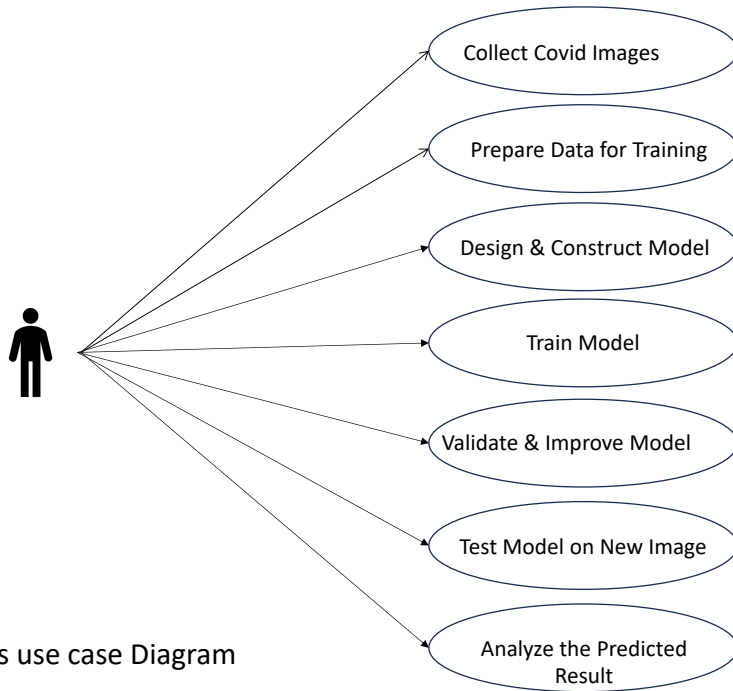 Collect Covid Images
Prepare Data for Training
Design & Construct Model
Train Model
Validate & Improve Model
Test Model on New Image
Analyze the Predicted
Result
s use case Diagram